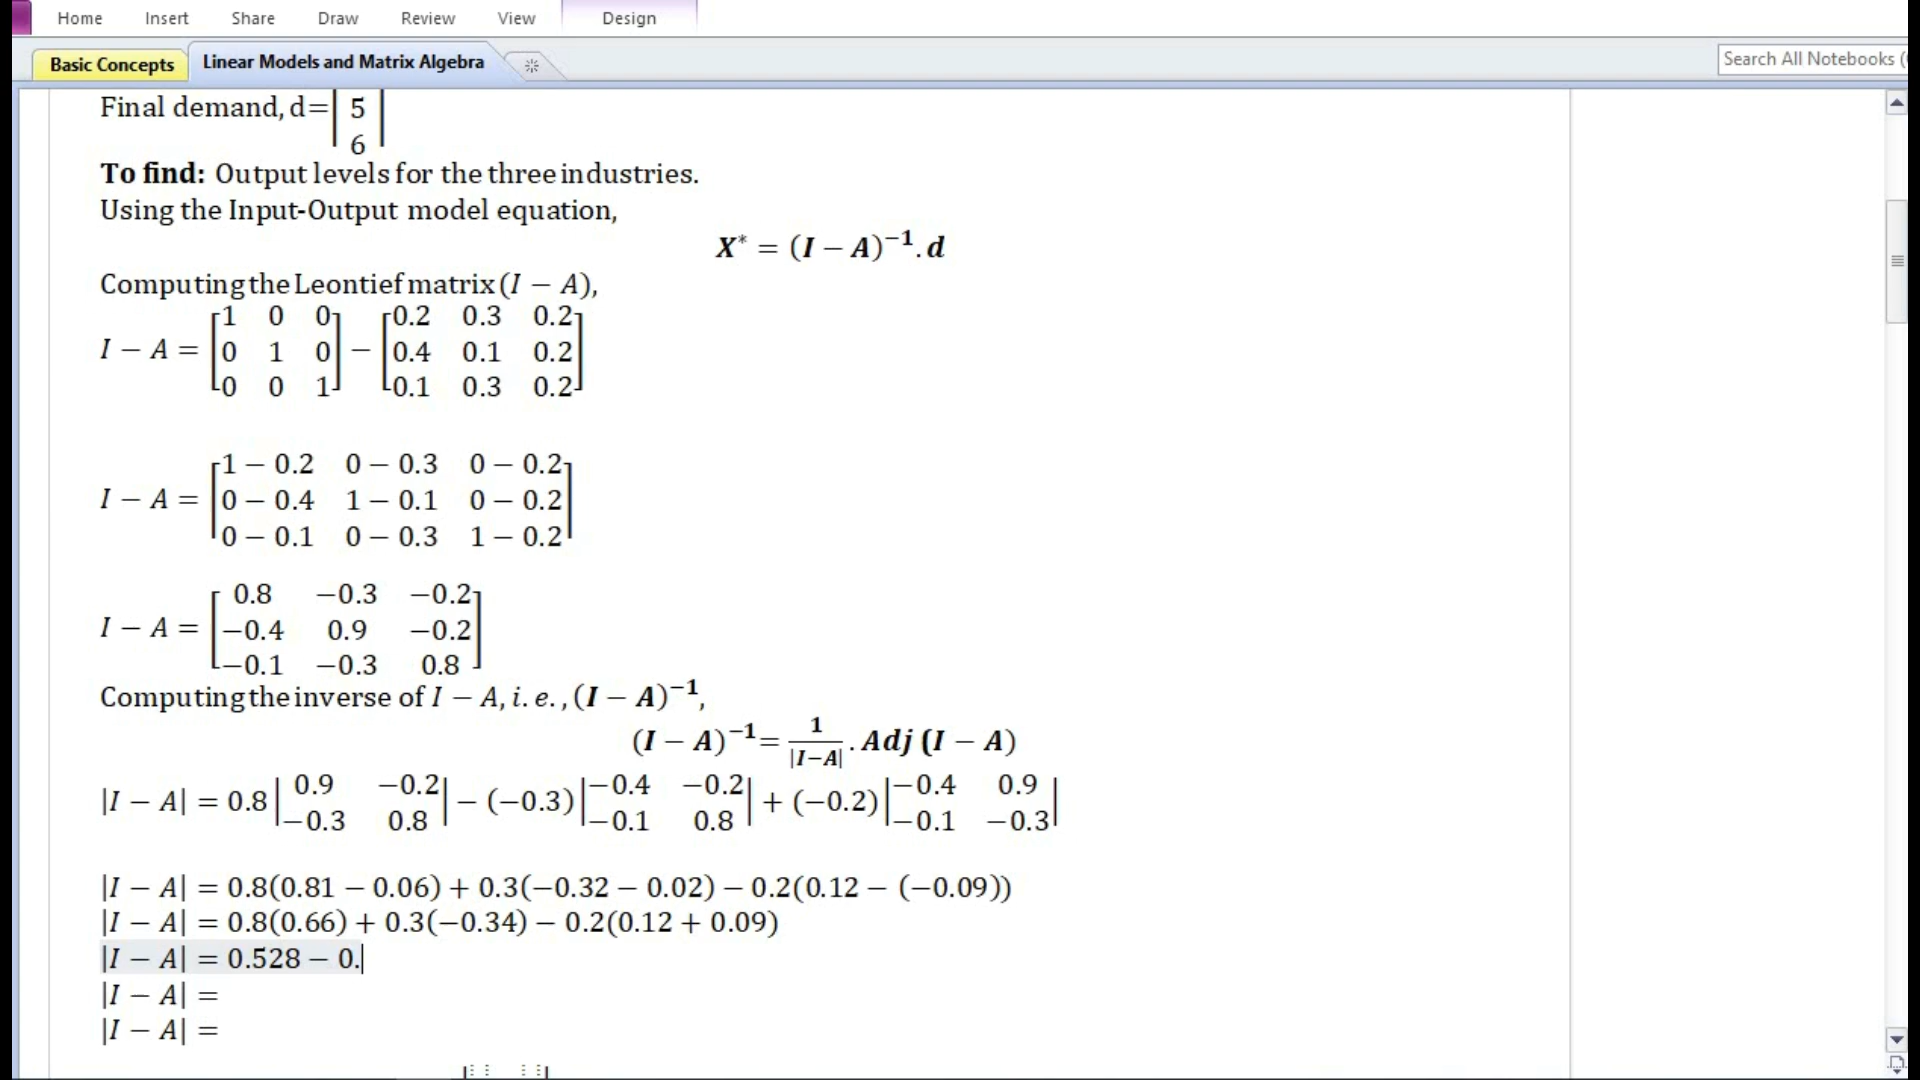 Home Insert Share Draw Review View Design
Basic Concepts Linear Models and Matrix Algebra Search All Notebooks (
Final demand, d= | 5 |
6
To find: Output levels for the three industries.
Using the Input-Output model equation,
X* = (I − A)⁻¹. d
Computing the Leontief matrix (I − A),
I − A = [1 0 0; 0 1 0; 0 0 1] − [0.2 0.3 0.2; 0.4 0.1 0.2; 0.1 0.3 0.2]
I − A = [1 − 0.2 0 − 0.3 0 − 0.2; 0 − 0.4 1 − 0.1 0 − 0.2; 0 − 0.1 0 − 0.3 1 − 0.2]
I − A = [0.8 −0.3 −0.2; −0.4 0.9 −0.2; −0.1 −0.3 0.8]
Computing the inverse of I − A, i. e., (I − A)⁻¹,
(I − A)⁻¹= 1/|I−A| . Adj (I − A)
|I − A| = 0.8 |0.9 −0.2; −0.3 0.8| − (−0.3) |−0.4 −0.2; −0.1 0.8| + (−0.2) |−0.4 0.9; −0.1 −0.3|
|I − A| = 0.8(0.81 − 0.06) + 0.3(−0.32 − 0.02) − 0.2(0.12 − (−0.09))
|I − A| = 0.8(0.66) + 0.3(−0.34) − 0.2(0.12 + 0.09)
|I − A| = 0.528 − 0.
|I − A| =
|I − A| =